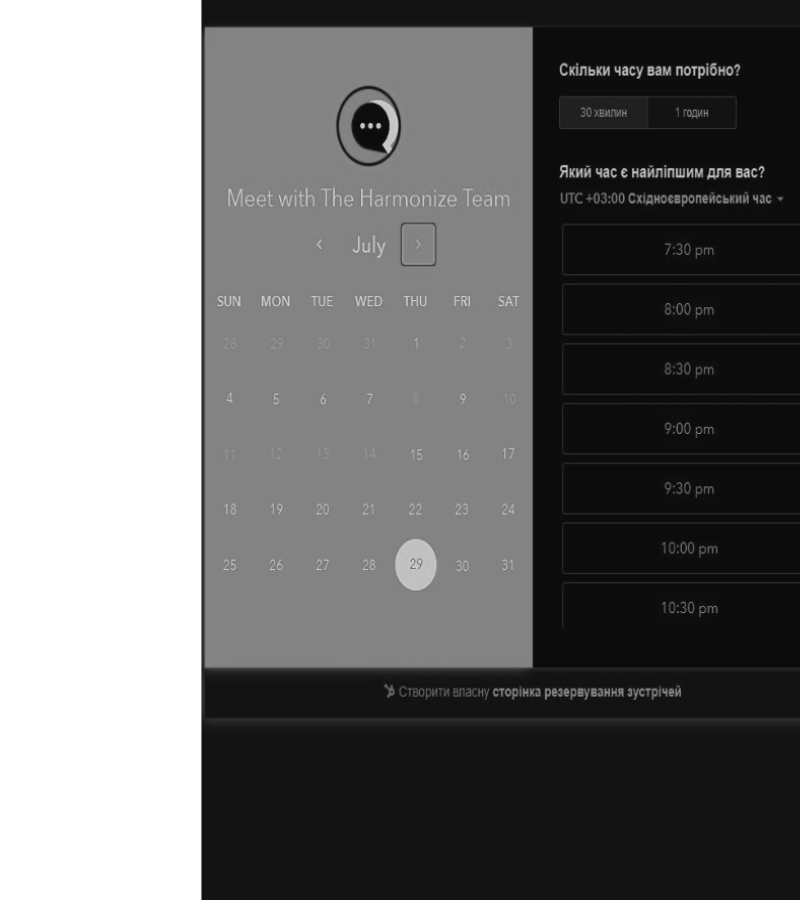 Meet with The Harmonize Team
July
SUN MON TUE WED THU FRI SAT
28 29 30 31 1 2 3
4 5 6 7 8 9 10
11 12 13 14 15 16 17
18 19 20 21 22 23 24
25 26 27 28 29 30 31
Скільки часу вам потрібно?
30 хвилин 1 годин
Який час є найліпшим для вас?
UTC +03:00 Східноєвропейський час
7:30 pm
8:00 pm
8:30 pm
9:00 pm
9:30 pm
10:00 pm
10:30 pm
Створити власну сторінка резервування зустрічей